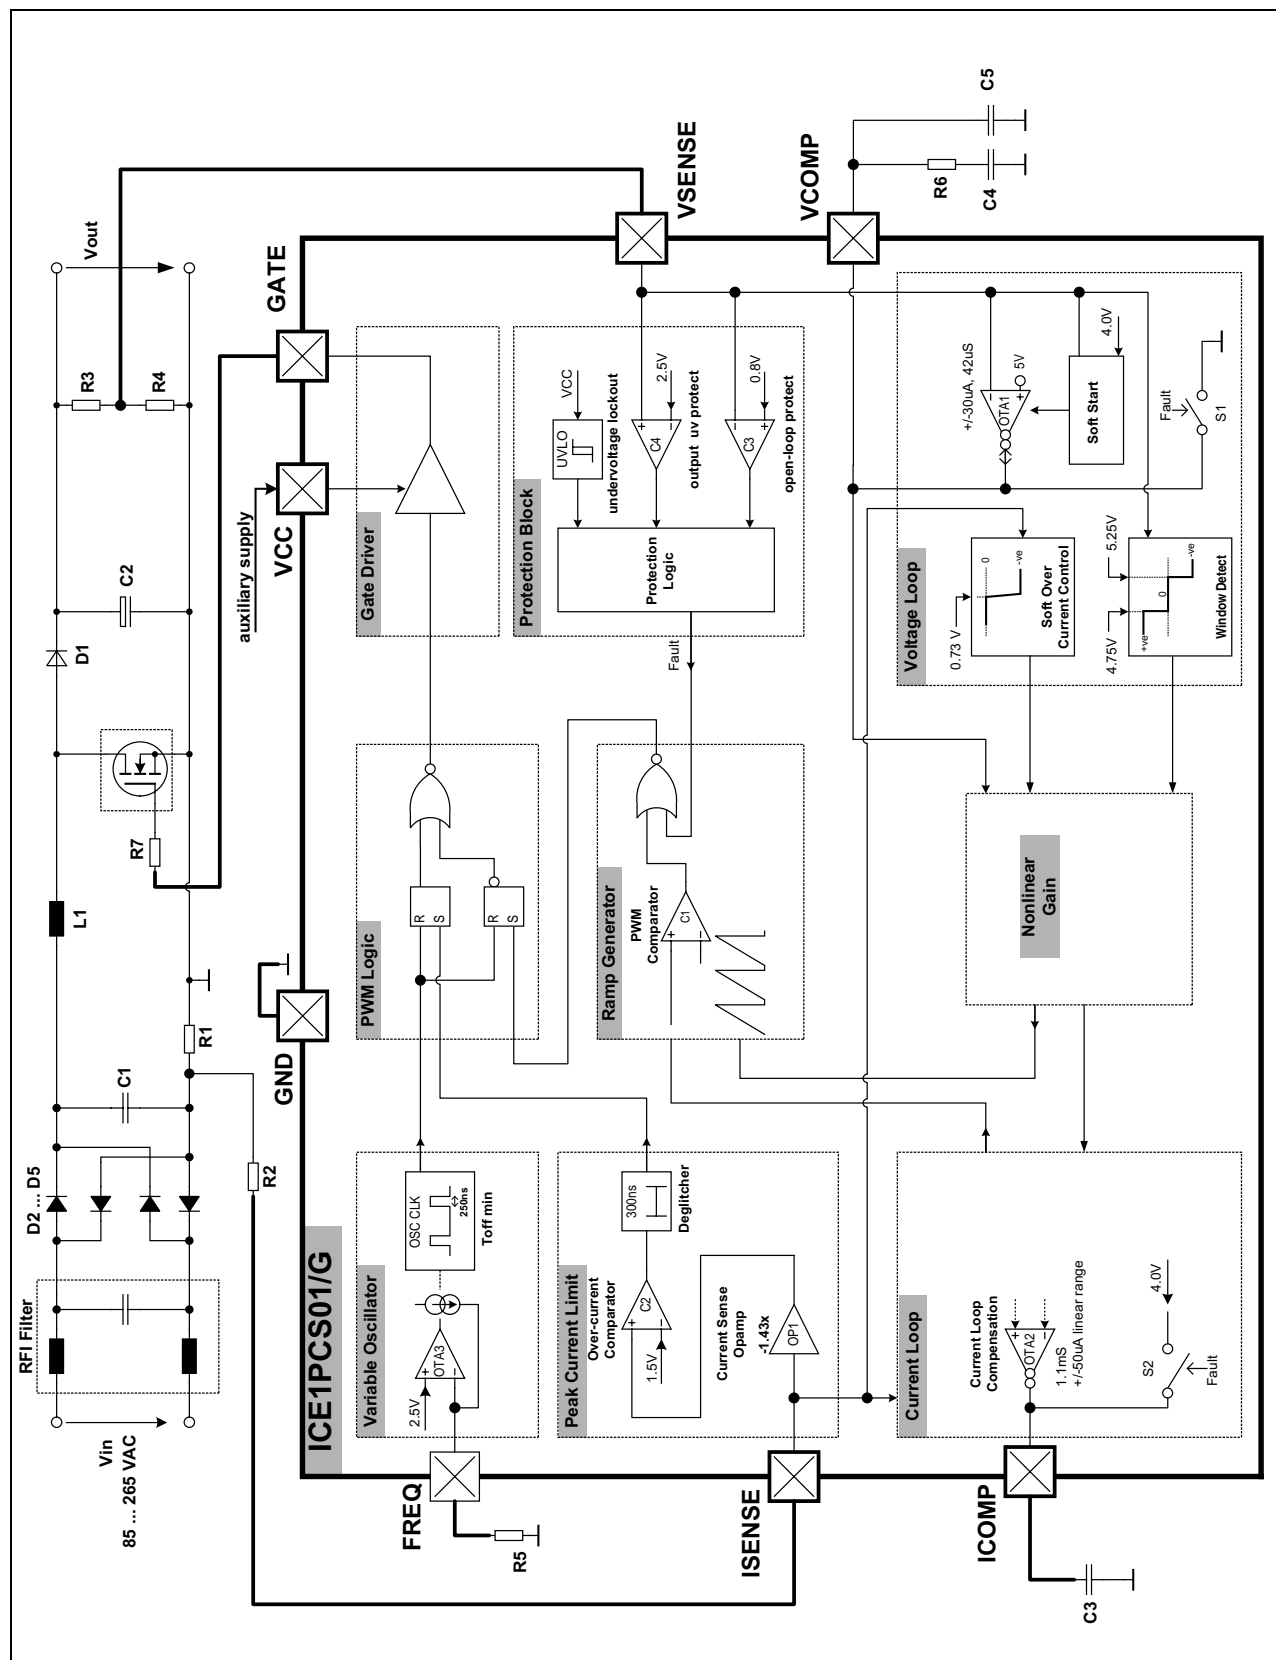 Vin
85 ... 265 VAC
RFI Filter
D2 ... D5
C1
R1
R2
L1
R7
D1
C2
R3
R4
Vout
auxiliary supply
GND
VCC
GATE
ICE1PCS01/G
FREQ
R5
Variable Oscillator
2.5V
+
−
OTA3
OSC CLK
250ns
Toff min
PWM Logic
R
S
R
S
Gate Driver
Peak Current Limit
Over-current
Comparator
1.5V
+
−
C2
300ns
Deglitcher
Current Sense
Opamp
-1.43x
OP1
ISENSE
Ramp Generator
PWM
Comparator
+
−
C1
Protection Block
VCC
UVLO
undervoltage lockout
2.5V
+
−
C4
output uv protect
0.8V
−
+
C3
open-loop protect
Protection
Logic
Fault
VSENSE
VCOMP
R6
C4
C5
Current Loop
Current Loop
Compensation
+
−
OTA2
1.1mS
+/-50uA linear range
4.0V
S2
Fault
ICOMP
C3
Nonlinear
Gain
Voltage Loop
0.73 V
0
-ve
Soft Over
Current Control
4.75V
5.25V
+ve
0
-ve
Window Detect
+/-30uA, 42uS
−
+
OTA1
5V
Soft Start
4.0V
Fault
S1